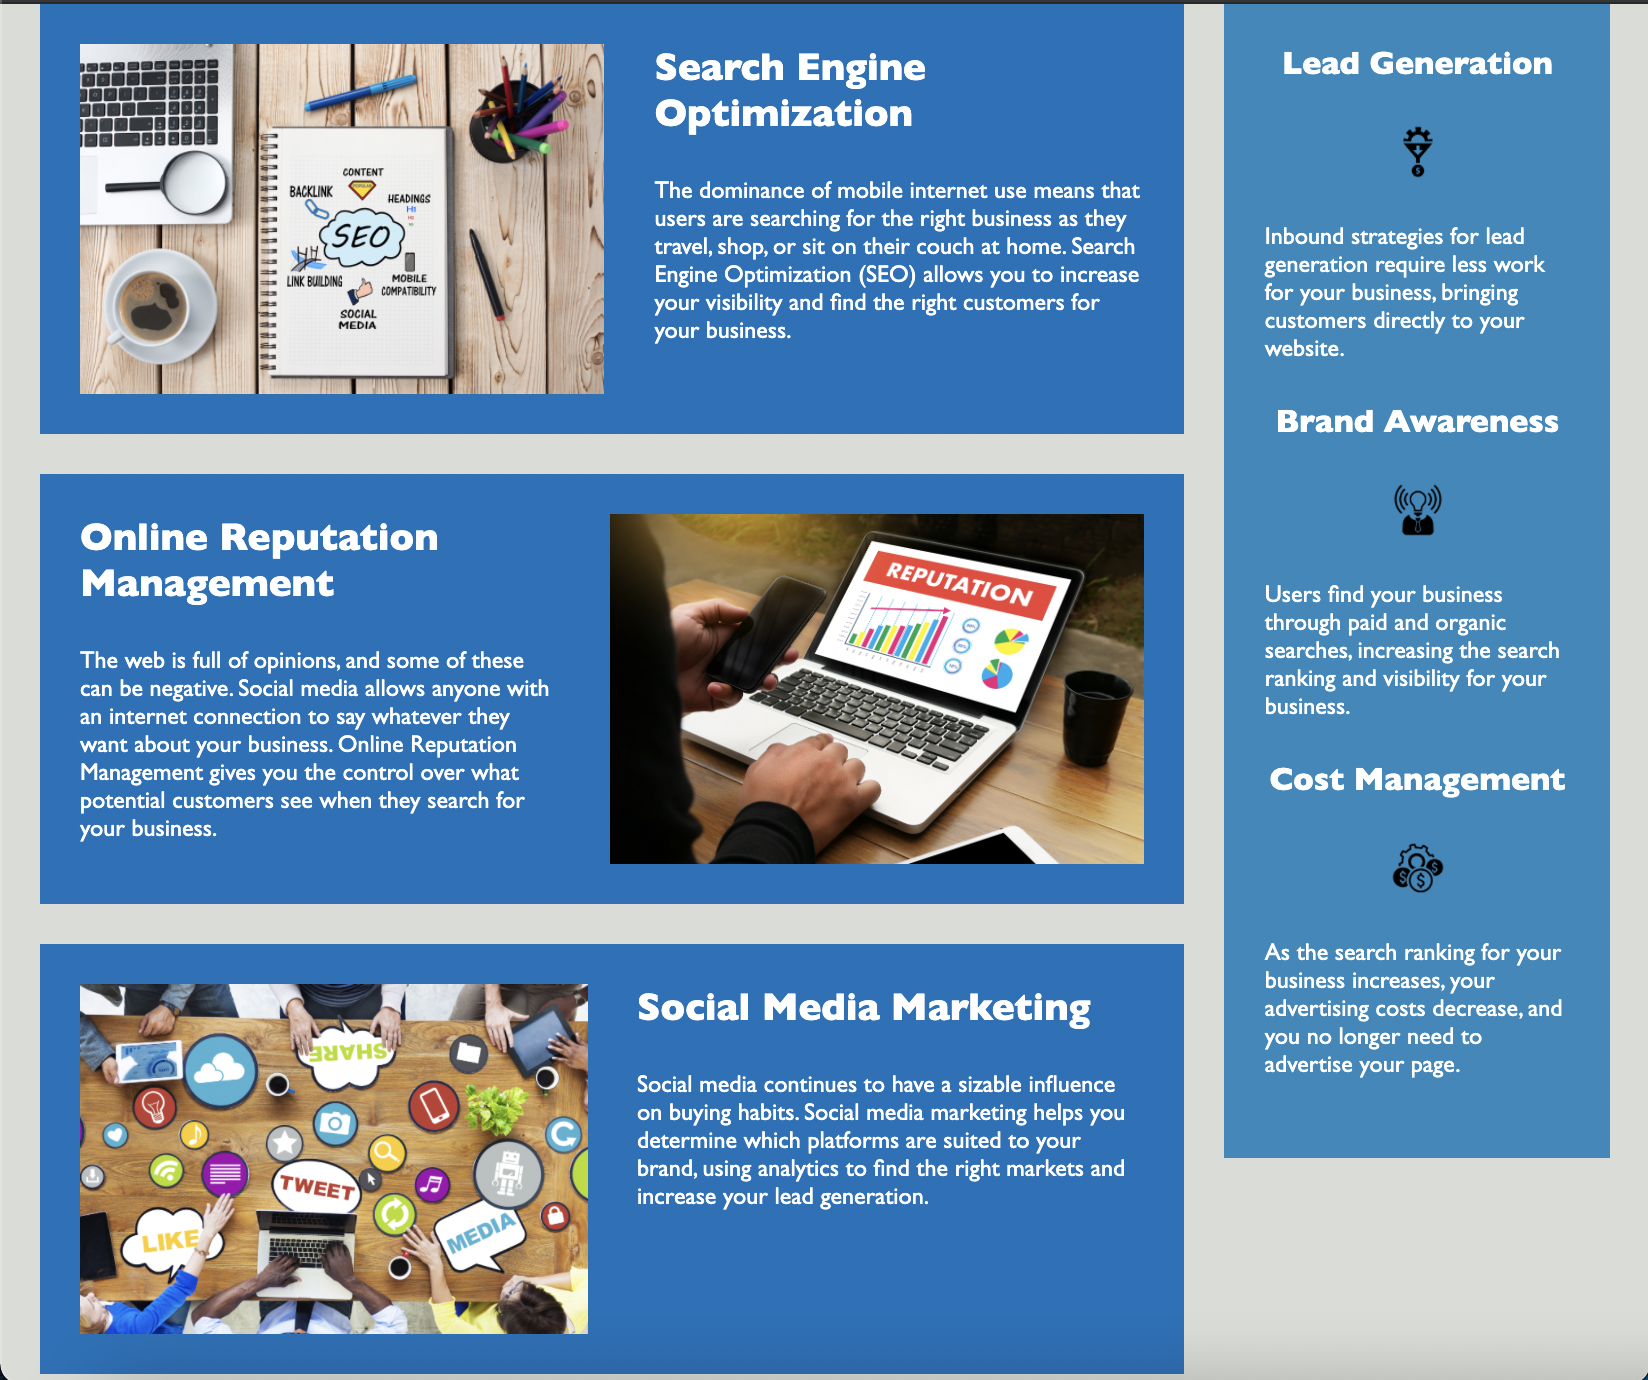 Search Engine
Optimization
The dominance of mobile internet use means that
users are searching for the right business as they
travel, shop, or sit on their couch at home. Search
Engine Optimization (SEO) allows you to increase
your visibility and find the right customers for
your business.
CONTENT
BACKLINK
HEADINGS
H1
SEO
LINK BUILDING
MOBILE
COMPATIBILITY
SOCIAL
MEDIA
Online Reputation
Management
The web is full of opinions, and some of these
can be negative. Social media allows anyone with
an internet connection to say whatever they
want about your business. Online Reputation
Management gives you the control over what
potential customers see when they search for
your business.
REPUTATION
Social Media Marketing
Social media continues to have a sizable influence
on buying habits. Social media marketing helps you
determine which platforms are suited to your
brand, using analytics to find the right markets and
increase your lead generation.
SHARE
TWEET
LIKE
MEDIA
Lead Generation
$
Inbound strategies for lead
generation require less work
for your business, bringing
customers directly to your
website.
Brand Awareness
Users find your business
through paid and organic
searches, increasing the search
ranking and visibility for your
business.
Cost Management
$ $ $
As the search ranking for your
business increases, your
advertising costs decrease, and
you no longer need to
advertise your page.